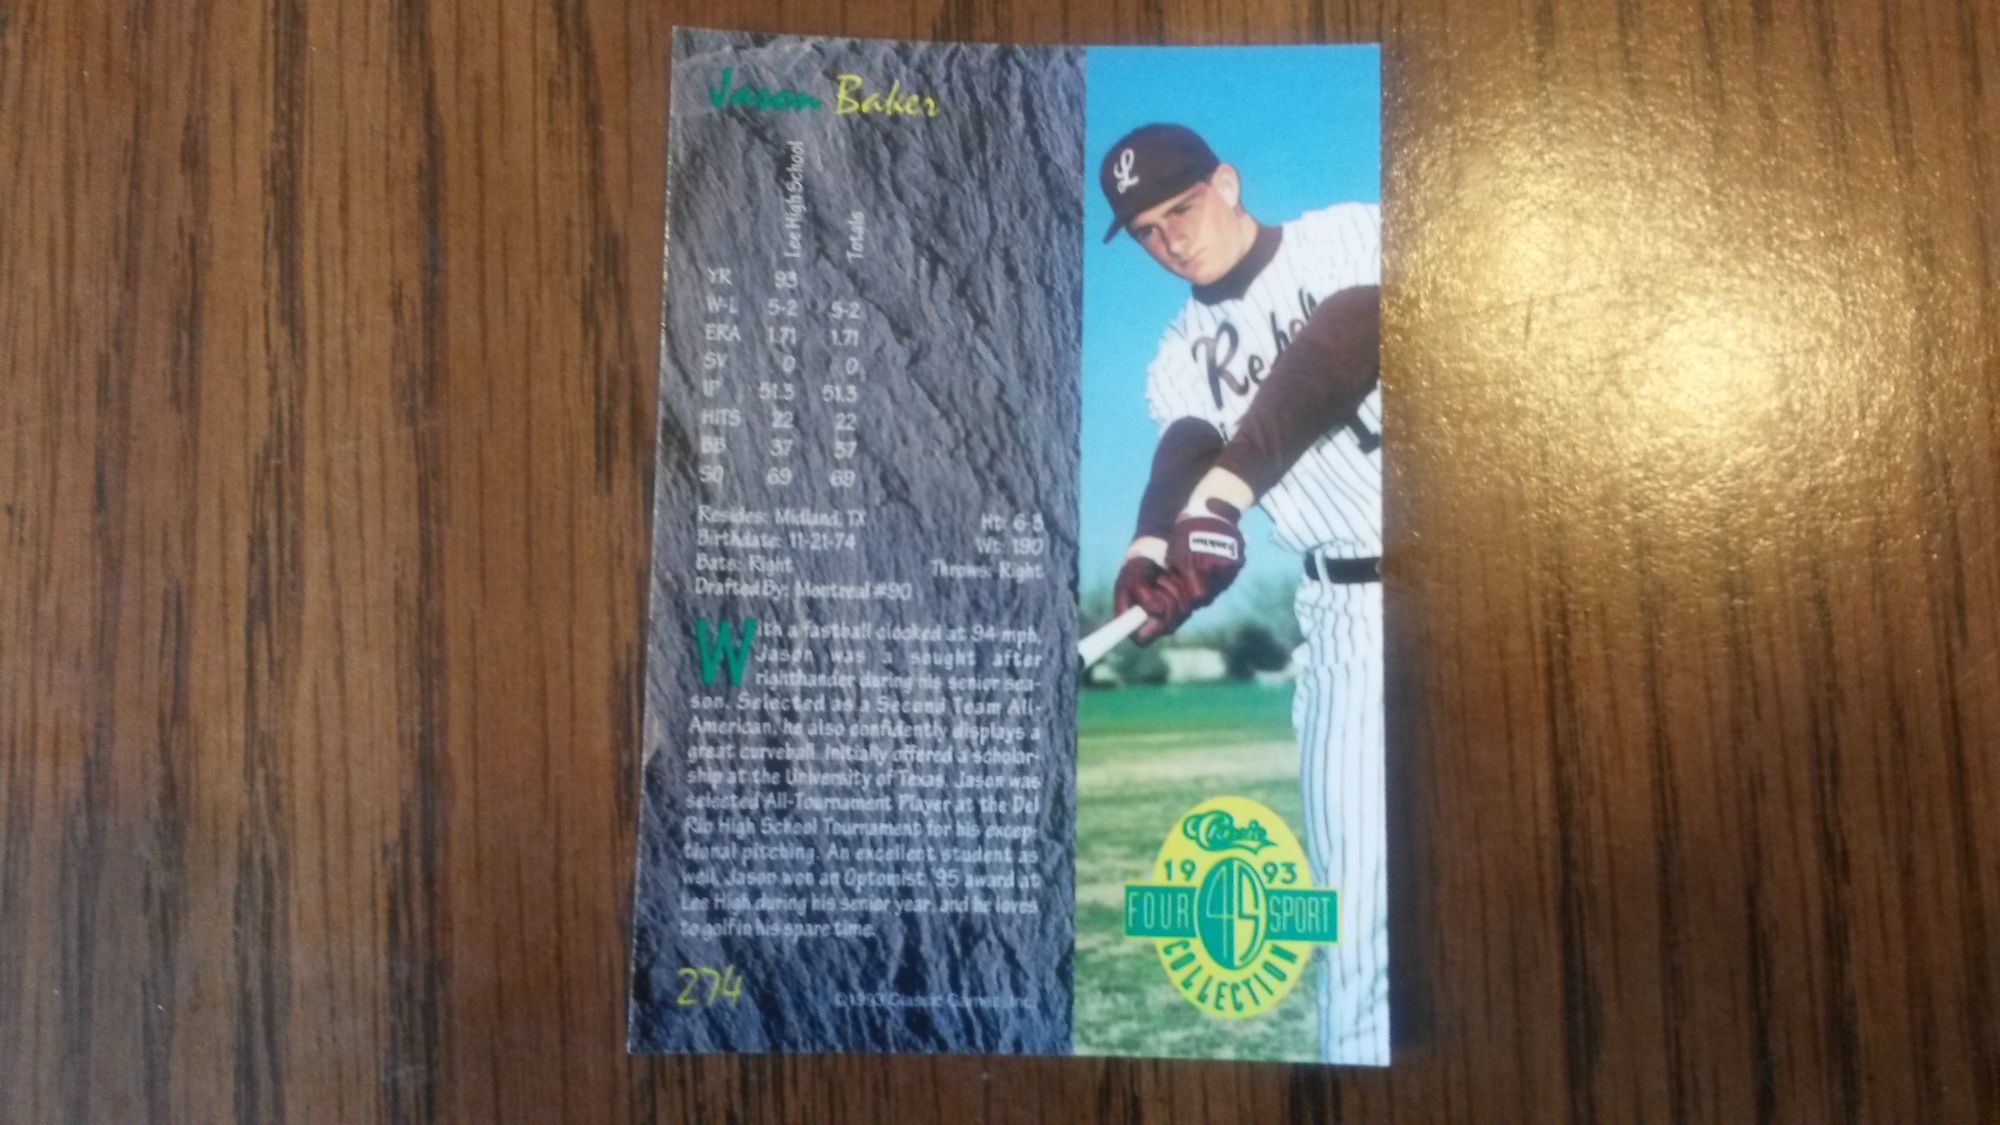 Jason Baker
Lee High School
Totals
YR 93
W-L 5-2 5-2
ERA 1.71 1.71
SV 0 0
IP 51.3 51.3
HITS 22 22
BB 37 37
SO 69 69
Resides: Midland, TX Ht: 6-3
Birthdate: 11-21-74 Wt: 190
Bats: Right Throws: Right
Drafted By: Montreal #90
With a fastball clocked at 94 mph,
Jason was a sought after
righthander during his senior sea-
son. Selected as a Second Team All-
American, he also confidently displays a
great curveball. Initially offered a scholar-
ship at the University of Texas, Jason was
selected All-Tournament Player at the Del
Rio High School Tournament for his excep-
tional pitching. An excellent student as
well, Jason won an Optomist '95 award at
Lee High during his senior year, and he loves
to golf in his spare time.
274
© 1993 Classic Games, Inc.
L
Rebels
1
Franklin
Classic
1993
FOUR 4S SPORT
COLLECTION